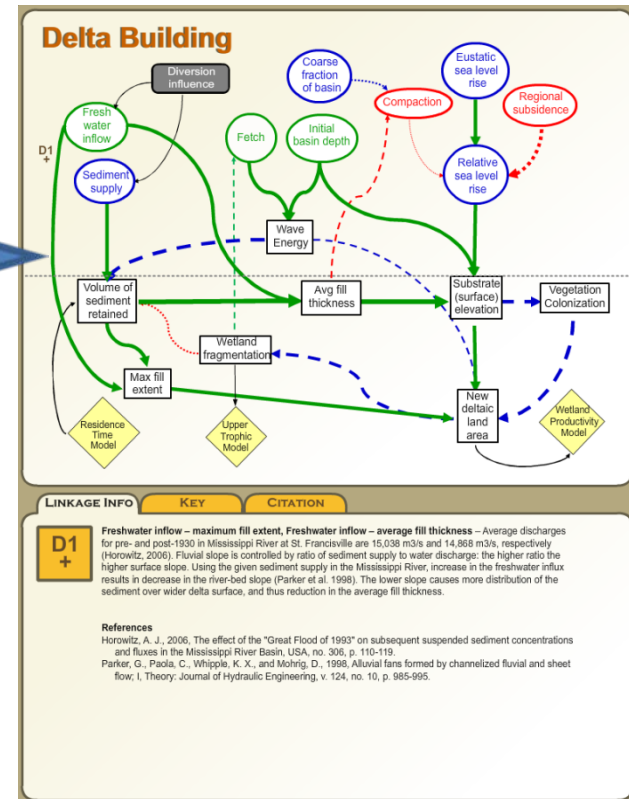 Delta Building
Diversion
influence
Coarse
fraction
of basin
Eustatic
sea level
rise
Fresh
water
inflow
Compaction
Regional
subsidence
D1
+
Fetch
Initial
basin depth
Sediment
supply
Relative
sea level
rise
Wave
Energy
Volume of
sediment
retained
Avg fill
thickness
Substrate
(surface)
elevation
Vegetation
Colonization
Wetland
fragmentation
Max fill
extent
New
deltaic
land
area
Residence
Time
Model
Upper
Trophic
Model
Wetland
Productivity
Model
LINKAGE INFO
KEY
CITATION
D1
+
Freshwater inflow – maximum fill extent, Freshwater inflow – average fill thickness – Average discharges
for pre- and post-1930 in Mississippi River at St. Francisville are 15,038 m3/s and 14,868 m3/s, respectively
(Horowitz, 2006). Fluvial slope is controlled by ratio of sediment supply to water discharge: the higher ratio the
higher surface slope. Using the given sediment supply in the Mississippi River, increase in the freshwater influx
results in decrease in the river-bed slope (Parker et al. 1998). The lower slope causes more distribution of the
sediment over wider delta surface, and thus reduction in the average fill thickness.
References
Horowitz, A. J., 2006, The effect of the "Great Flood of 1993" on subsequent suspended sediment concentrations
and fluxes in the Mississippi River Basin, USA, no. 306, p. 110-119.
Parker, G., Paola, C., Whipple, K. X., and Mohrig, D., 1998, Alluvial fans formed by channelized fluvial and sheet
flow; I, Theory: Journal of Hydraulic Engineering, v. 124, no. 10, p. 985-995.